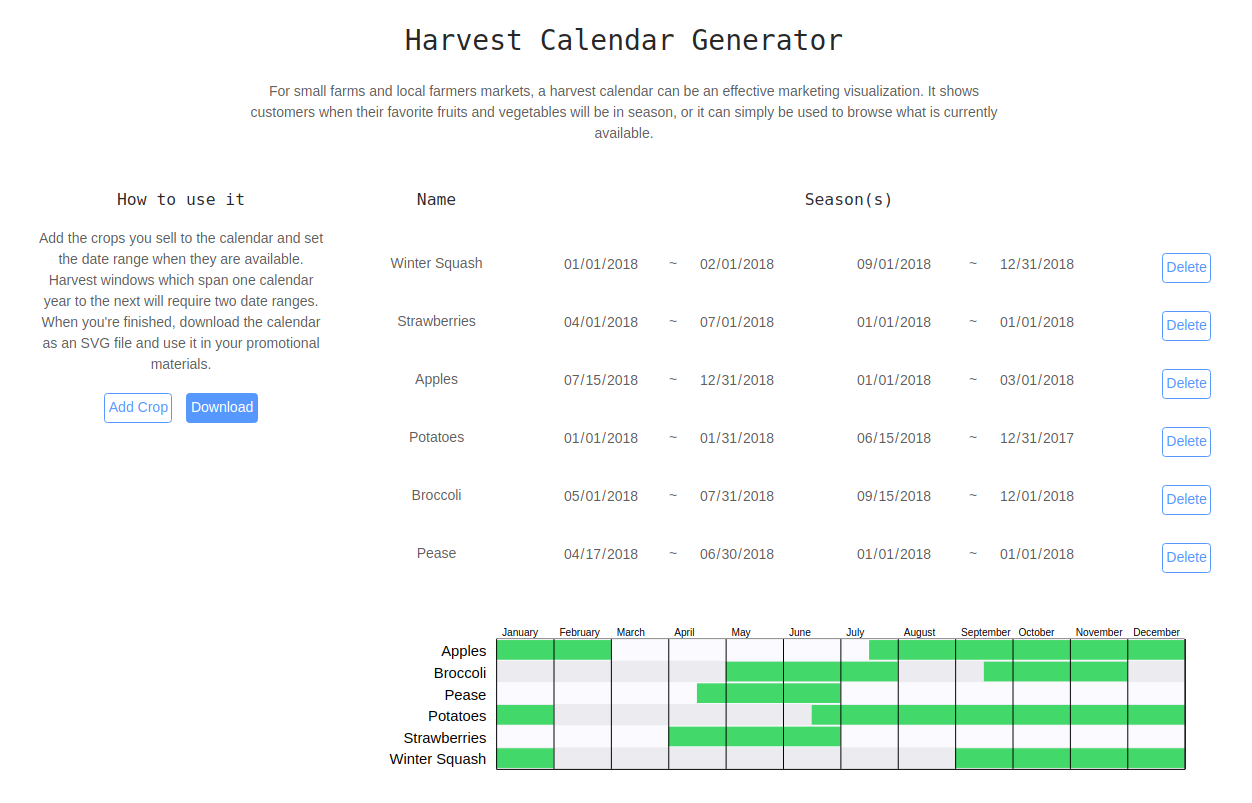 Harvest Calendar Generator
For small farms and local farmers markets, a harvest calendar can be an effective marketing visualization. It shows
customers when their favorite fruits and vegetables will be in season, or it can simply be used to browse what is currently
available.
How to use it
Add the crops you sell to the calendar and set
the date range when they are available.
Harvest windows which span one calendar
year to the next will require two date ranges.
When you're finished, download the calendar
as an SVG file and use it in your promotional
materials.
Add Crop Download
Name Season(s)
Winter Squash 01/01/2018 ~ 02/01/2018 09/01/2018 ~ 12/31/2018 Delete
Strawberries 04/01/2018 ~ 07/01/2018 01/01/2018 ~ 01/01/2018 Delete
Apples 07/15/2018 ~ 12/31/2018 01/01/2018 ~ 03/01/2018 Delete
Potatoes 01/01/2018 ~ 01/31/2018 06/15/2018 ~ 12/31/2017 Delete
Broccoli 05/01/2018 ~ 07/31/2018 09/15/2018 ~ 12/01/2018 Delete
Pease 04/17/2018 ~ 06/30/2018 01/01/2018 ~ 01/01/2018 Delete
January February March April May June July August September October November December
Apples
Broccoli
Pease
Potatoes
Strawberries
Winter Squash